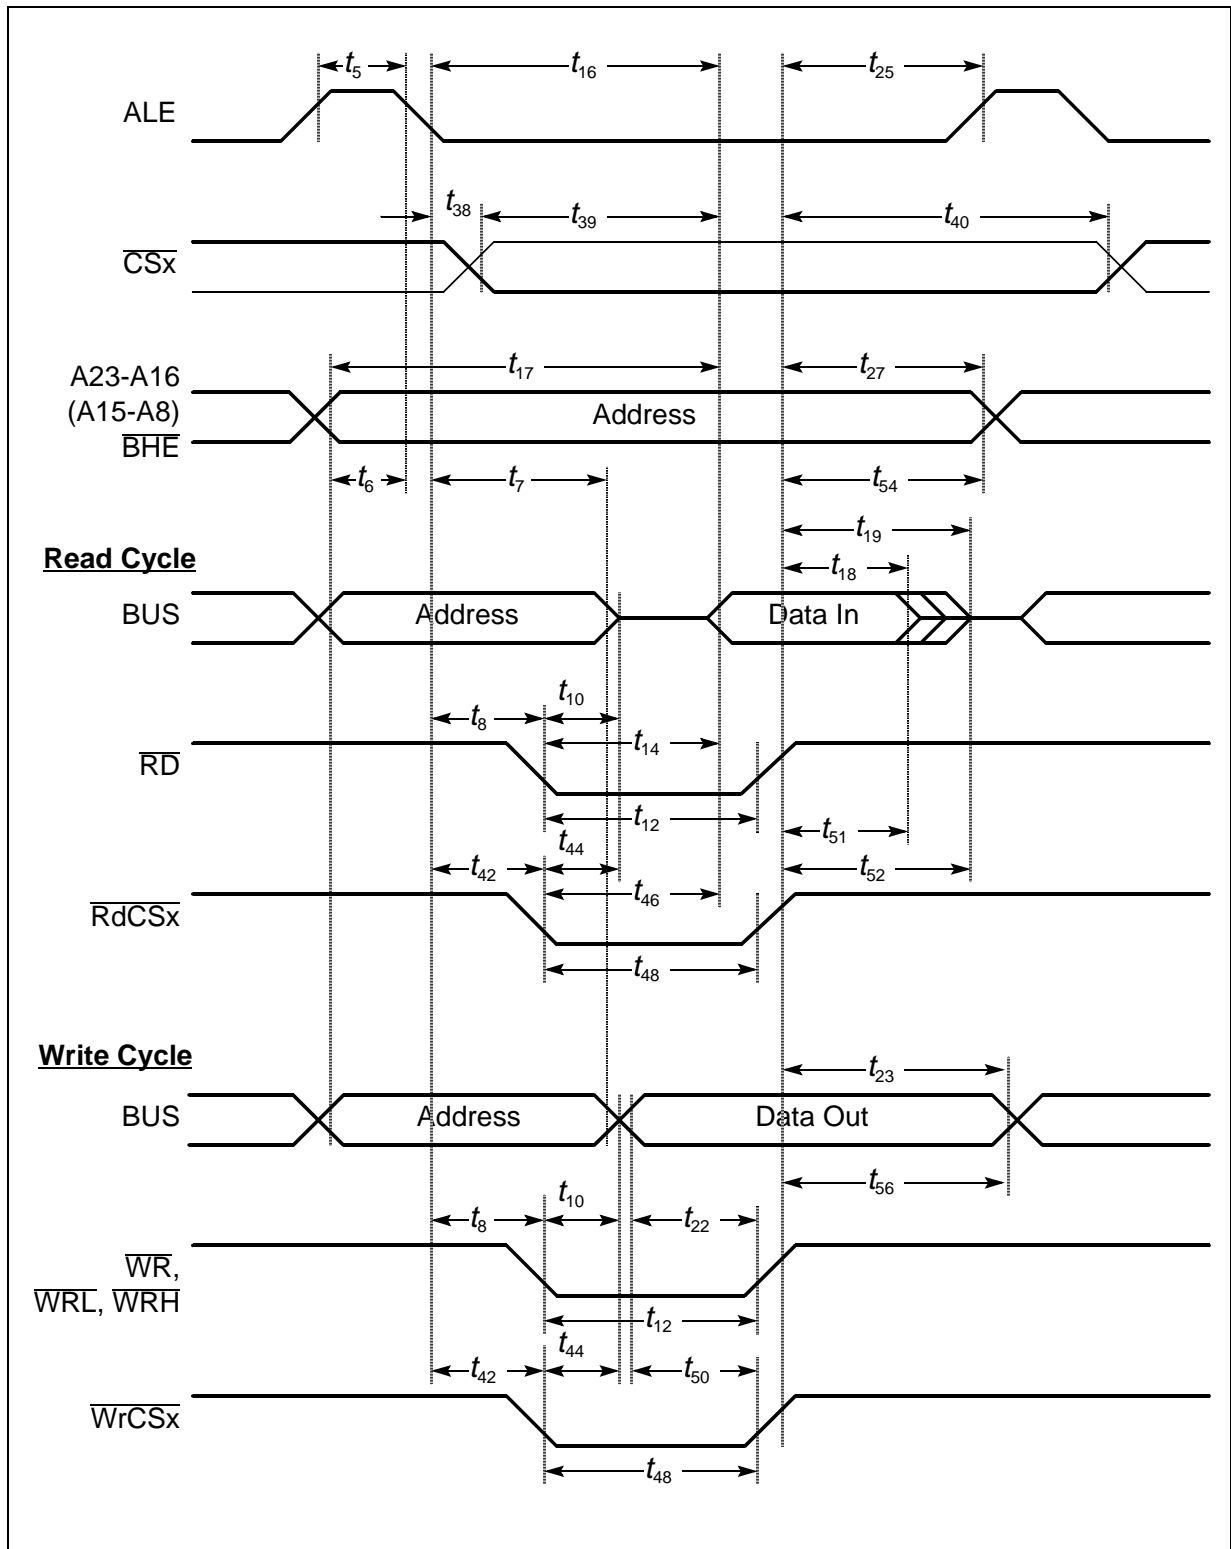 t5 t16 t25
ALE
t38 t39 t40
CSx
A23-A16 t17 t27
(A15-A8) Address
BHE
t6 t7 t54
t19
Read Cycle
t18
BUS Address Data In
t10
t8
t14
RD
t12 t51
t44
t42 t52
t46
RdCSx
t48
Write Cycle
t23
BUS Address Data Out
t56
t10
t8 t22
WR,
WRL, WRH
t12
t44
t42 t50
WrCSx
t48